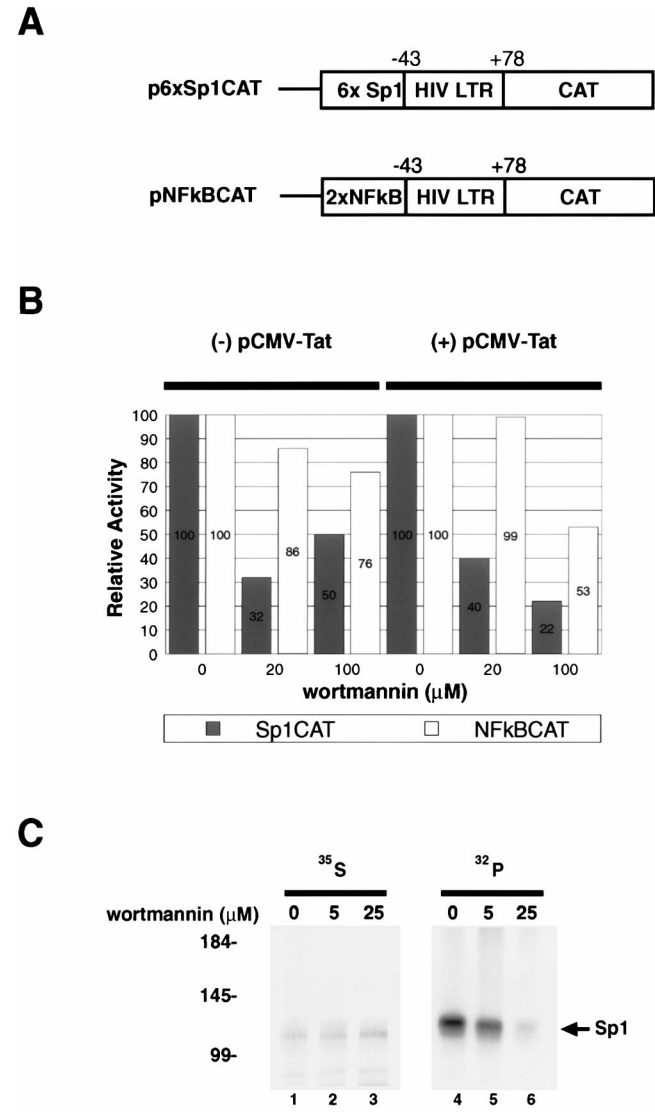 A
-43 +78
p6xSp1CAT 6x Sp1 HIV LTR CAT
-43 +78
pNFkBCAT 2xNFkB HIV LTR CAT
B
(-) pCMV-Tat (+) pCMV-Tat
Relative Activity
100
90
80
70
60
50
40
30
20
10
0
100 100 32 86 50 76 100 100 40 99 22 53
0 20 100 0 20 100
wortmannin (μM)
Sp1CAT NFkBCAT
C
35S 32P
wortmannin (μM) 0 5 25 0 5 25
184-
145-
99-
Sp1
1 2 3 4 5 6